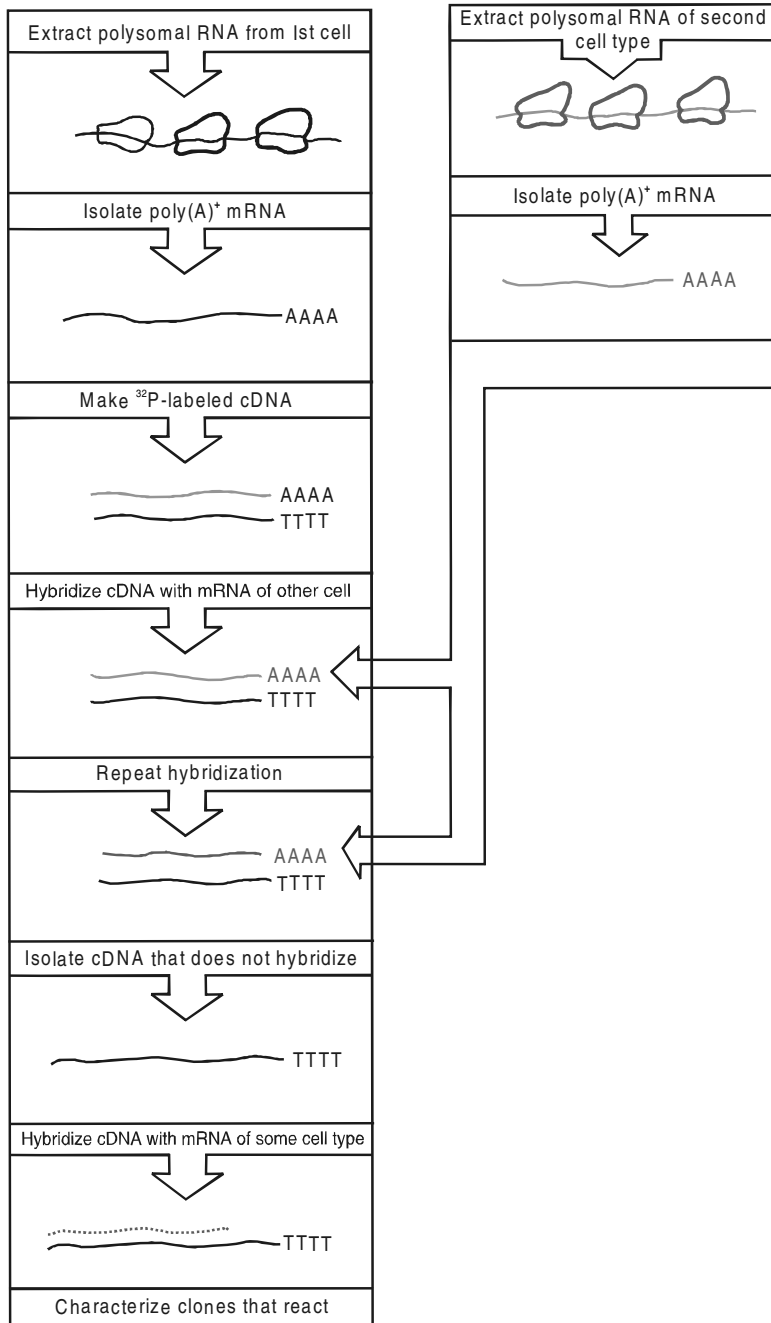 Extract polysomal RNA from Ist cell
Isolate poly(A)⁺ mRNA
AAAA
Make ³²P-labeled cDNA
AAAA
TTTT
Hybridize cDNA with mRNA of other cell
AAAA
TTTT
Repeat hybridization
AAAA
TTTT
Isolate cDNA that does not hybridize
TTTT
Hybridize cDNA with mRNA of some cell type
TTTT
Characterize clones that react
Extract polysomal RNA of second
cell type
Isolate poly(A)⁺ mRNA
AAAA